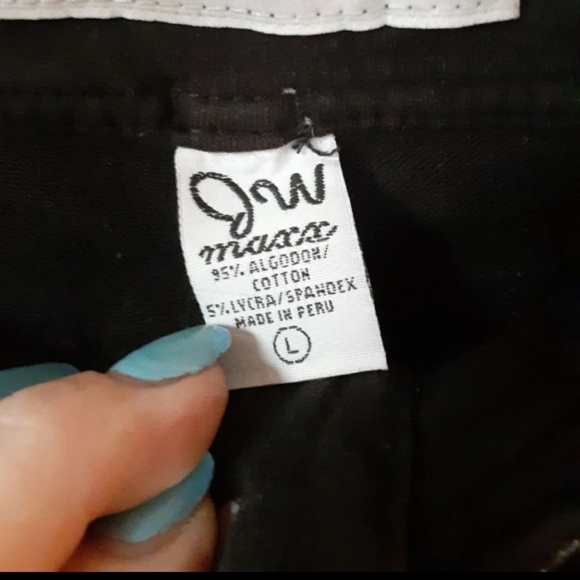 JW
maxx
95% ALGODON/
COTTON
5% LYCRA/SPANDEX
MADE IN PERU
L